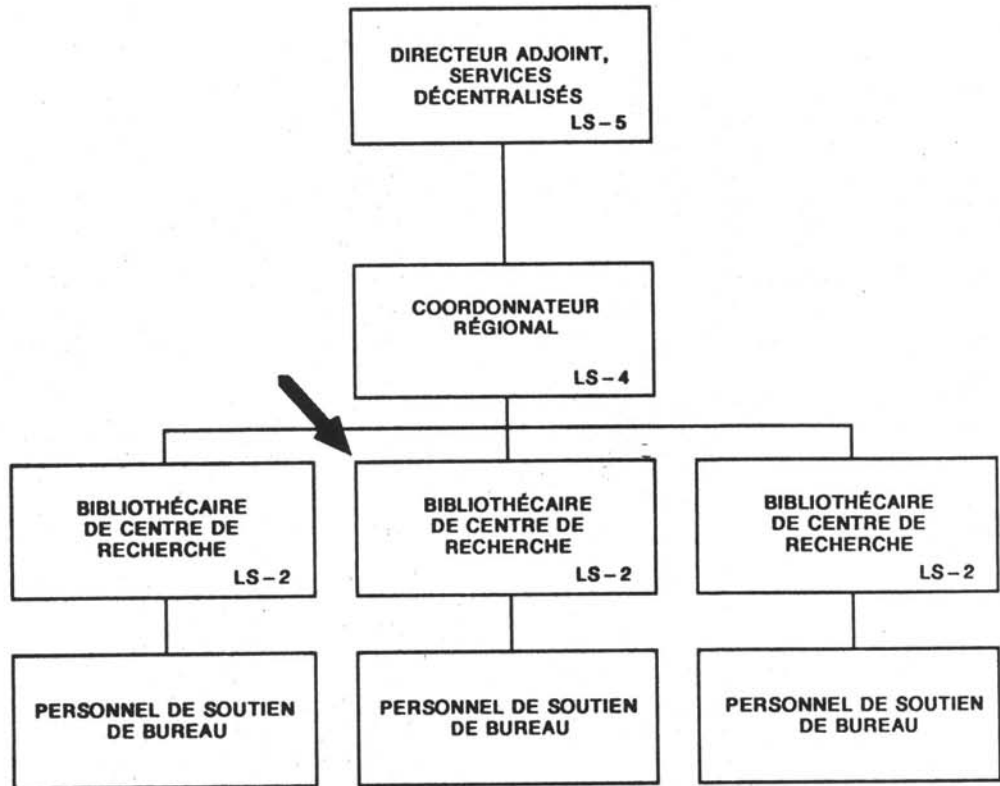 DIRECTEUR ADJOINT,
SERVICES
DÉCENTRALISÉS
LS–5
COORDONNATEUR
RÉGIONAL
LS–4
BIBLIOTHÉCAIRE
DE CENTRE DE
RECHERCHE
LS–2
BIBLIOTHÉCAIRE
DE CENTRE DE
RECHERCHE
LS–2
BIBLIOTHÉCAIRE
DE CENTRE DE
RECHERCHE
LS–2
PERSONNEL DE SOUTIEN
DE BUREAU
PERSONNEL DE SOUTIEN
DE BUREAU
PERSONNEL DE SOUTIEN
DE BUREAU